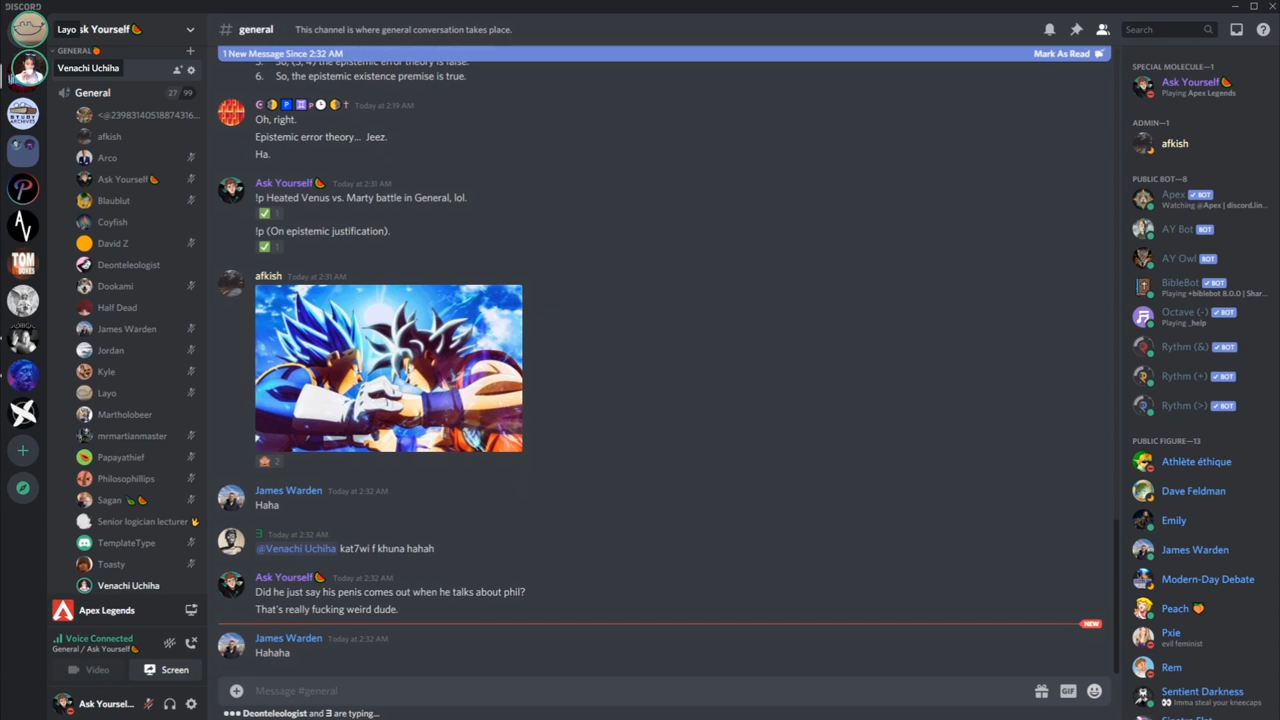 DISCORD
Layo
sk Yourself
GENERAL
Venachi Uchiha
General
27 99
<@23983140518874316...
afkish
Arco
Ask Yourself
Blaublut
Coyfish
David Z
Deonteleologist
Dookami
Half Dead
James Warden
Jordan
Kyle
Layo
Martholobeer
mrmartianmaster
Papayathief
Philosophillips
Sagan
Senior logician lecturer
TemplateType
Toasty
Venachi Uchiha
Apex Legends
Voice Connected
General / Ask Yourself
Video
Screen
Ask Yoursel...
STUDY
ARCHIVES
TOM
BOXES
# general
This channel is where general conversation takes place.
Search
1 New Message Since 2:32 AM
Mark As Read
5. So, (3, 4) the epistemic error theory is false.
6. So, the epistemic existence premise is true.
Today at 2:19 AM
Oh, right.
Epistemic error theory... Jeez.
Ha.
Ask Yourself Today at 2:31 AM
!p Heated Venus vs. Marty battle in General, lol.
1
!p (On epistemic justification).
1
afkish Today at 2:31 AM
2
James Warden Today at 2:32 AM
Haha
Ǝ Today at 2:32 AM
@Venachi Uchiha kat7wi f khuna hahah
Ask Yourself Today at 2:32 AM
Did he just say his penis comes out when he talks about phil?
That's really fucking weird dude.
NEW
James Warden Today at 2:32 AM
Hahaha
Message #general
GIF
Deonteleologist and Ǝ are typing...
SPECIAL MOLECULE—1
Ask Yourself
Playing Apex Legends
ADMIN—1
afkish
PUBLIC BOT—8
Apex BOT
Watching @Apex | discord.lin...
AY Bot BOT
AY Owl BOT
BibleBot BOT
Playing +biblebot 8.0.0 | Shar...
Octave (-) BOT
Playing _help
Rythm (&) BOT
Rythm (+) BOT
Rythm (>) BOT
PUBLIC FIGURE—13
Athlète éthique
Dave Feldman
Emily
James Warden
Modern-Day Debate
Peach
Pxie
evil feminist
Rem
Sentient Darkness
Imma steal your kneecaps